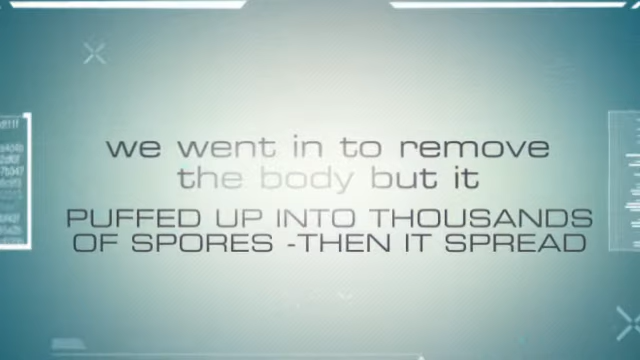 we went in to remove
the body but it
PUFFED UP INTO THOUSANDS
OF SPORES -THEN IT SPREAD